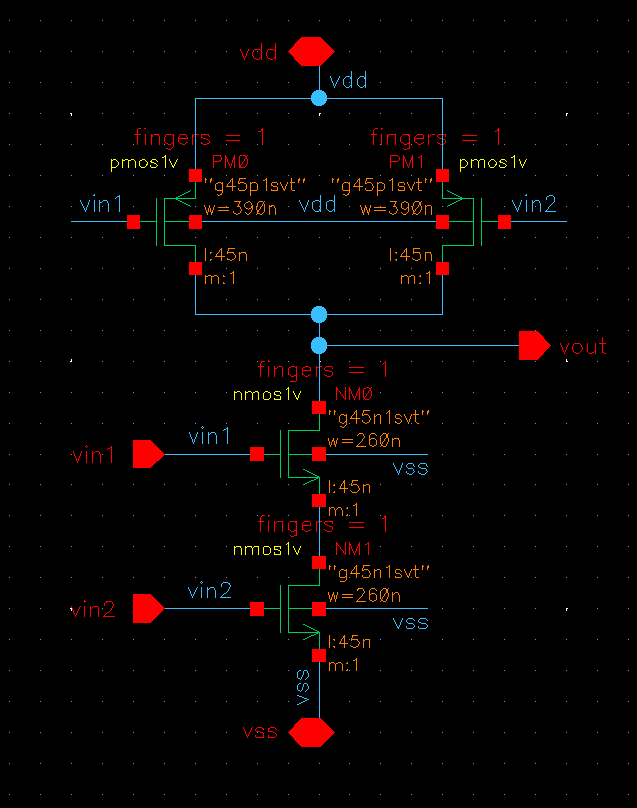 vdd
vdd
fingers = 1 fingers = 1
PM0 PM1
pmos1v pmos1v
"g45p1svt" "g45p1svt"
vin1 vdd vin2
w=390n w=390n
l:45n l:45n
m:1 m:1
vout
fingers = 1
nmos1v NM0
"g45n1svt"
vin1 w=260n
vin1 vss
l:45n
m:1
fingers = 1
nmos1v NM1
"g45n1svt"
vin2 w=260n
vin2 vss
l:45n
m:1
vss
vss